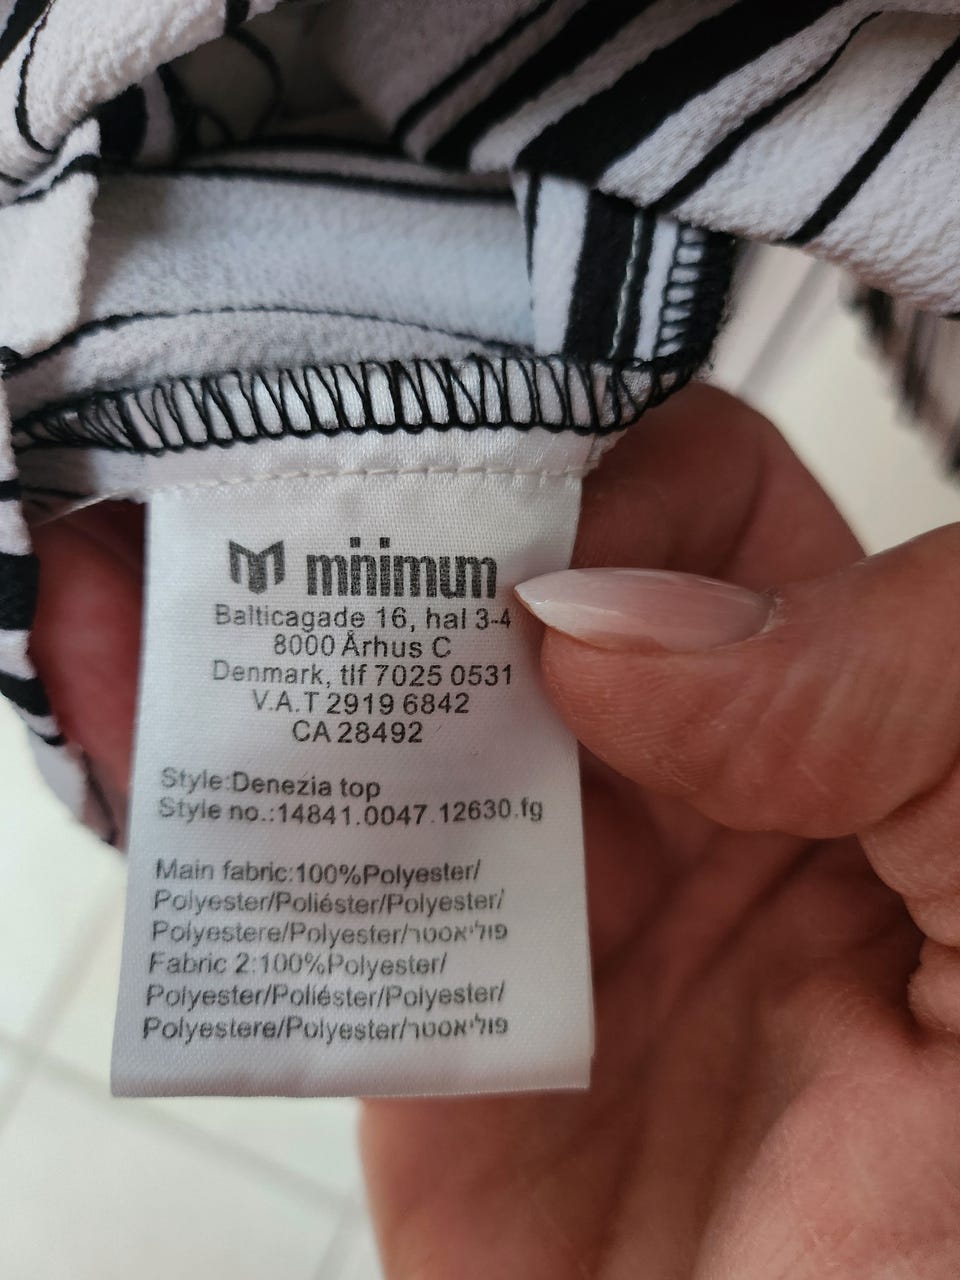 minimum
Balticagade 16, hal 3-4
8000 Århus C
Denmark, tlf 7025 0531
V.A.T 2919 6842
CA 28492
Style:Denezia top
Style no.:14841.0047.12630.fg
Main fabric:100%Polyester/
Polyester/Poliéster/Polyester/
Polyestere/Polyester/פוליאסטר
Fabric 2:100%Polyester/
Polyester/Poliéster/Polyester/
Polyestere/Polyester/פוליאסטר